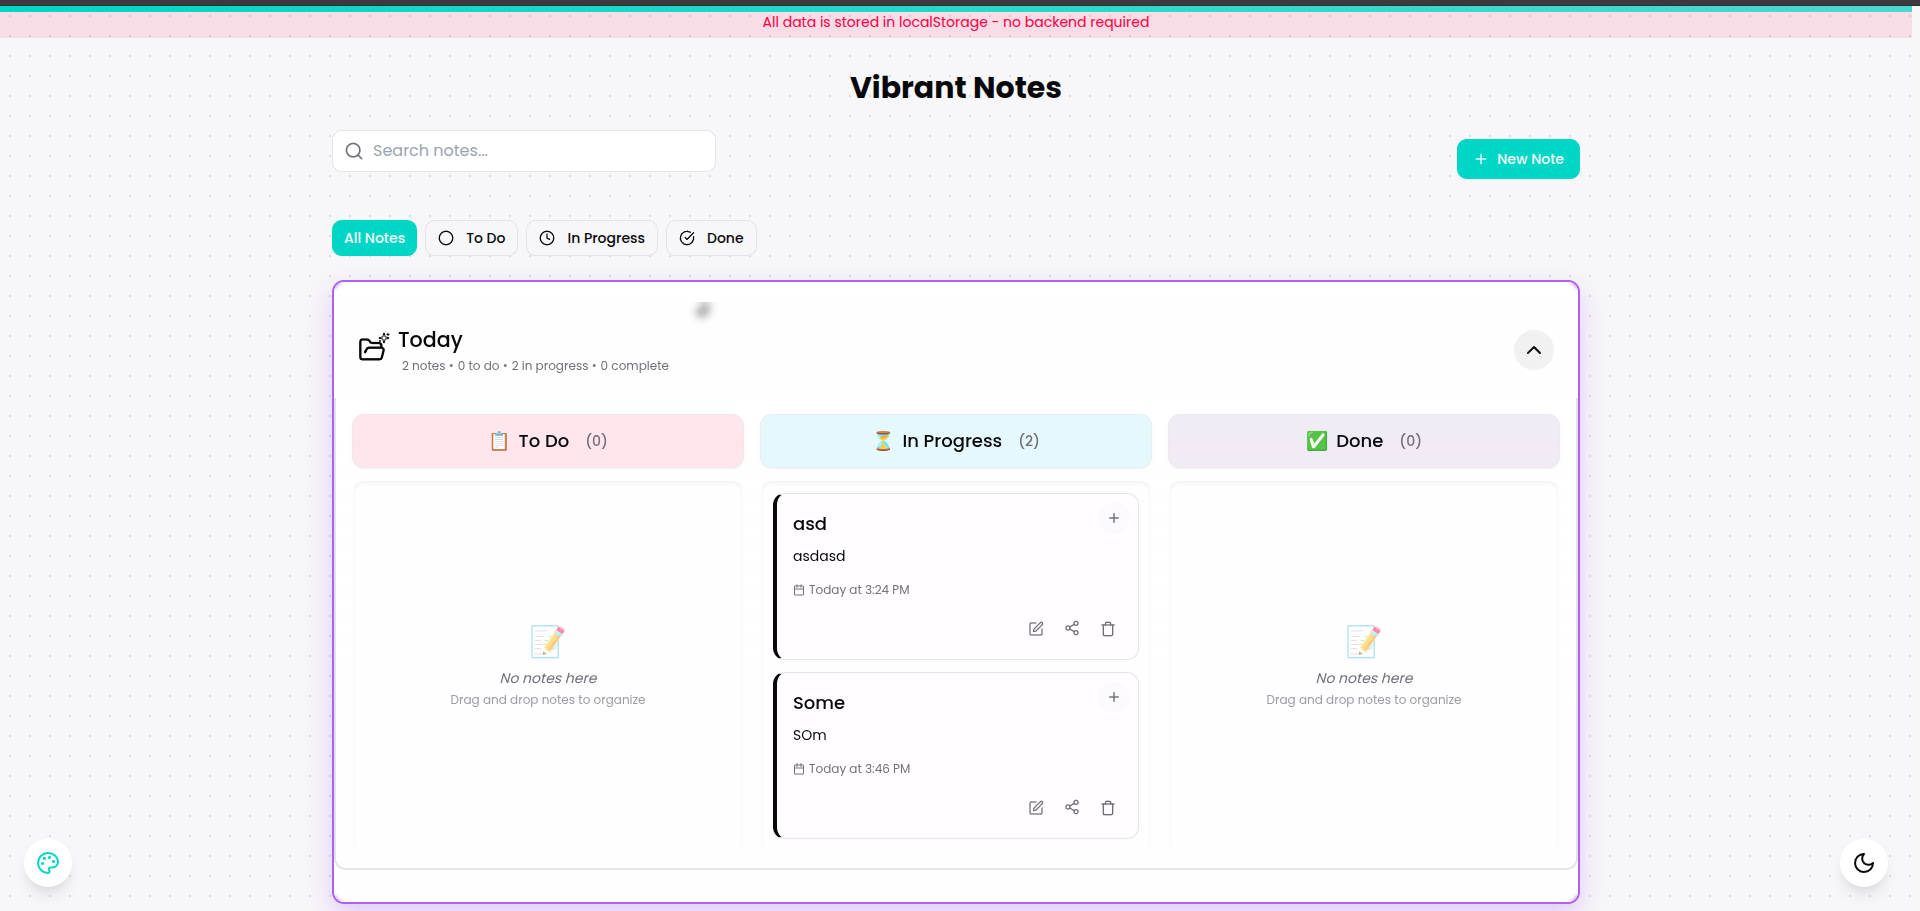 All data is stored in localStorage - no backend required
Vibrant Notes
Search notes...
New Note
All Notes
To Do
In Progress
Done
Today
2 notes • 0 to do • 2 in progress • 0 complete
To Do (0)
In Progress (2)
Done (0)
No notes here
Drag and drop notes to organize
asd
asdasd
Today at 3:24 PM
Some
SOm
Today at 3:46 PM
No notes here
Drag and drop notes to organize